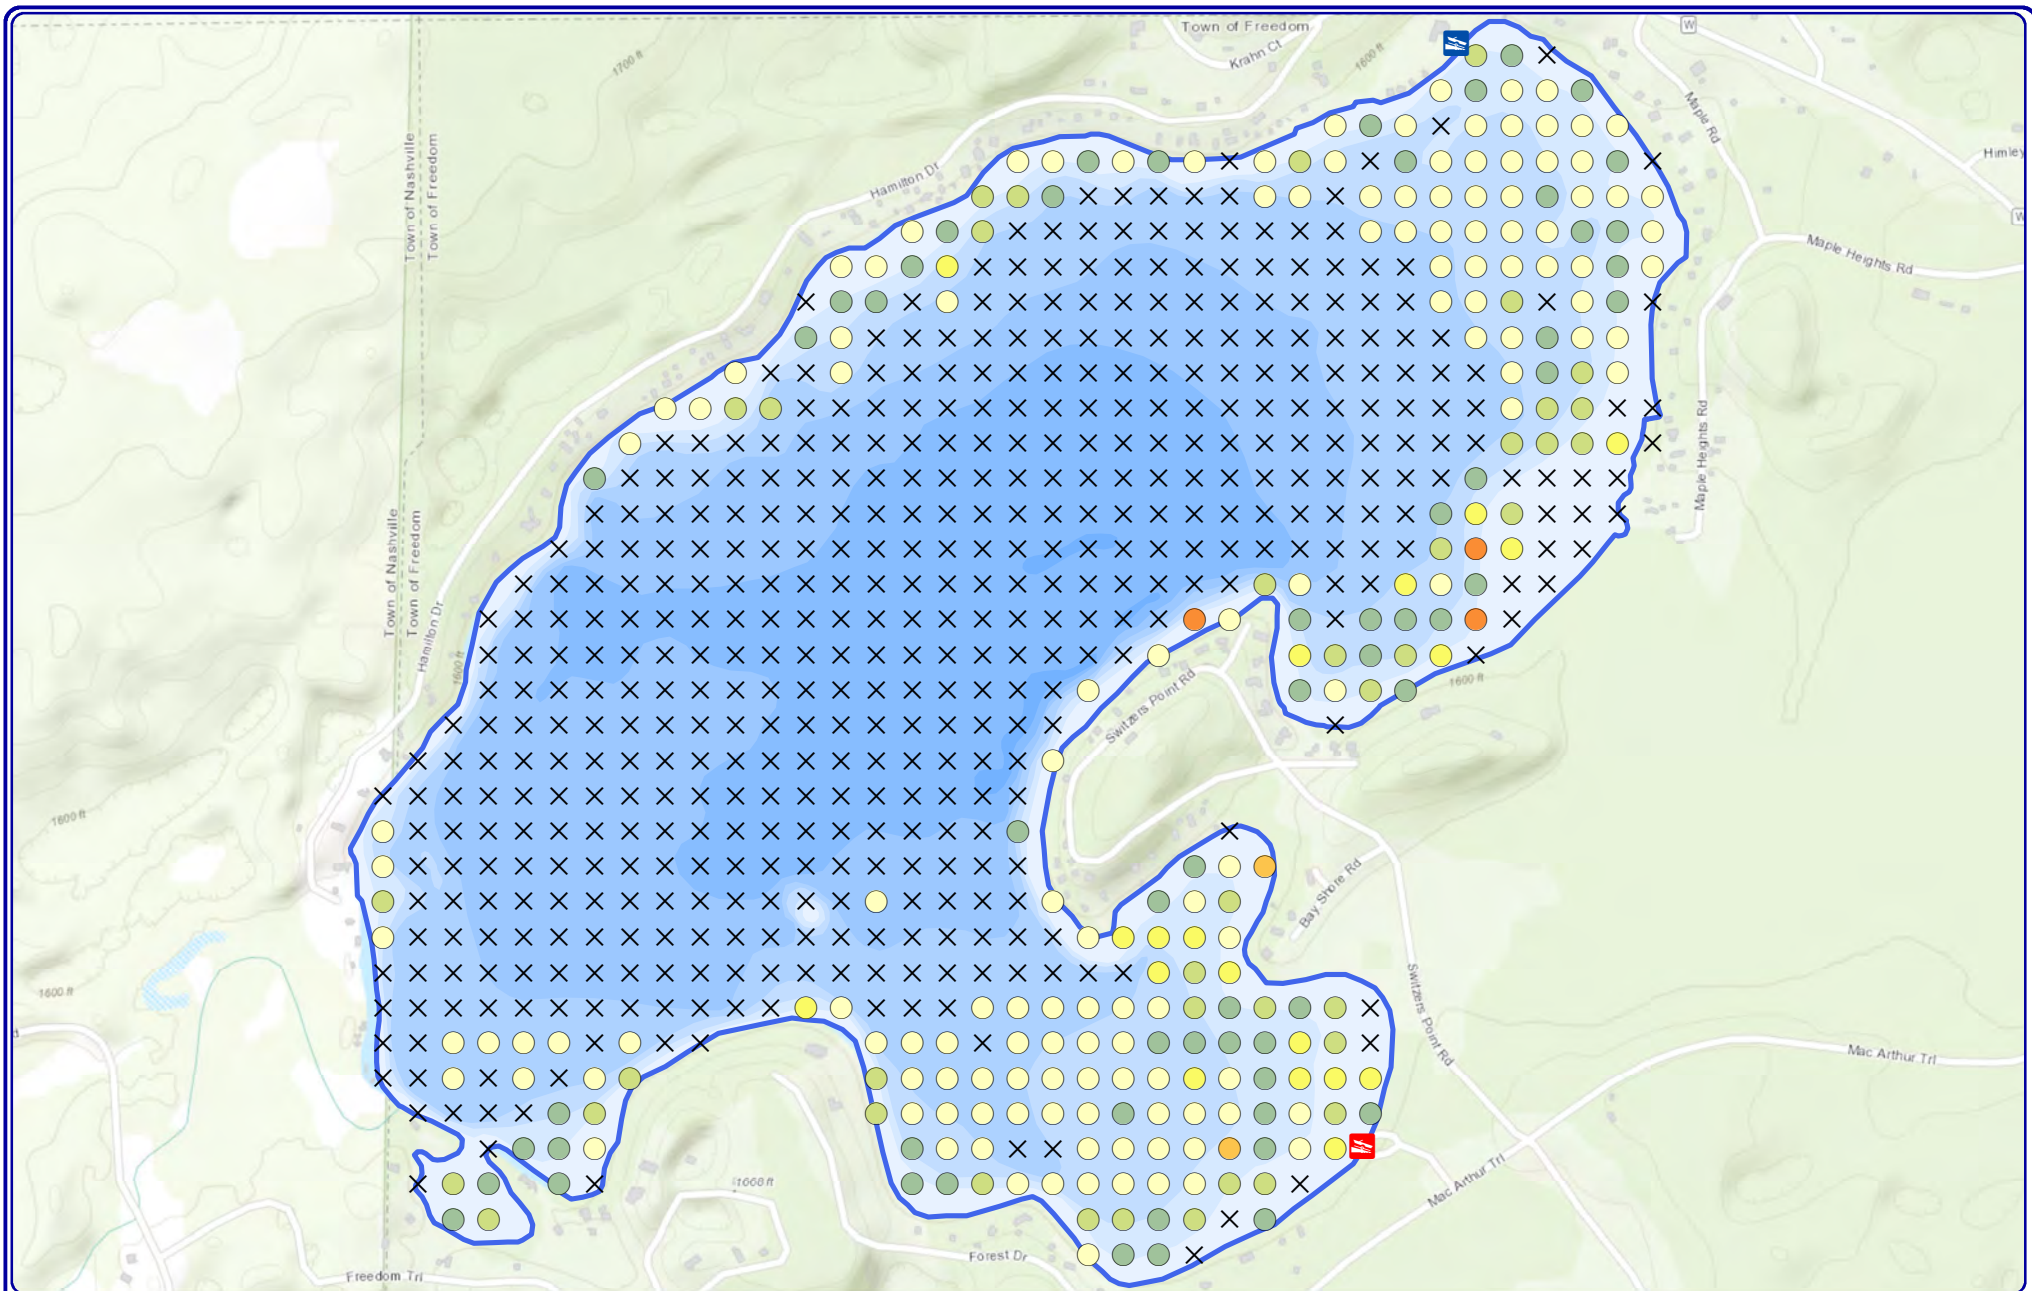 Town of Freedom
Krahn Ct
1600 ft
1700 ft
W
Maple Rd
Himley
W
Town of Nashville
Town of Freedom
Hamilton Dr
Maple Heights Rd
Maple Heights Rd
Town of Nashville
Town of Freedom
Hamilton Dr
1600 ft
1600 ft
Switzers Point Rd
1600 ft
Bay Shore Rd
1600 ft
Switzers Point Rd
Mac Arthur Trl
Mac Arthur Trl
Forest Dr
Freedom Trl